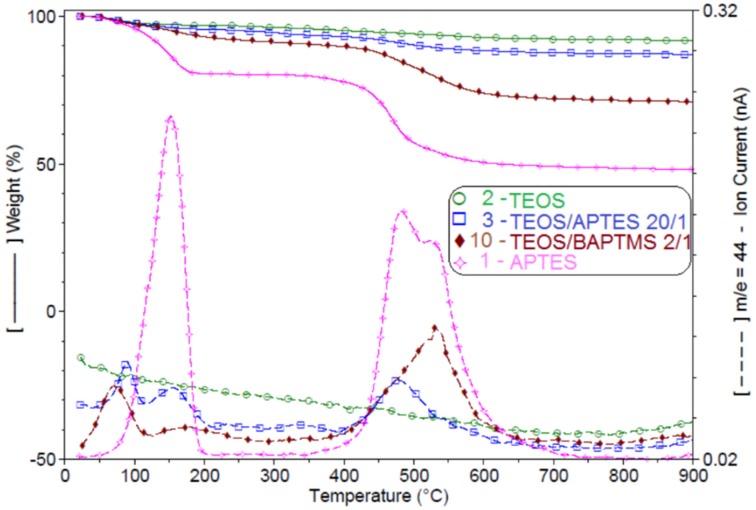 100
50
0
-50
[ ——— ] Weight (%)
0 100 200 300 400 500 600 700 800 900
Temperature (°C)
0.32
0.02
[ ----- ] m/e = 44 - Ion Current (nA)
2 - TEOS
3 - TEOS/APTES 20/1
10 - TEOS/BAPTMS 2/1
1 - APTES